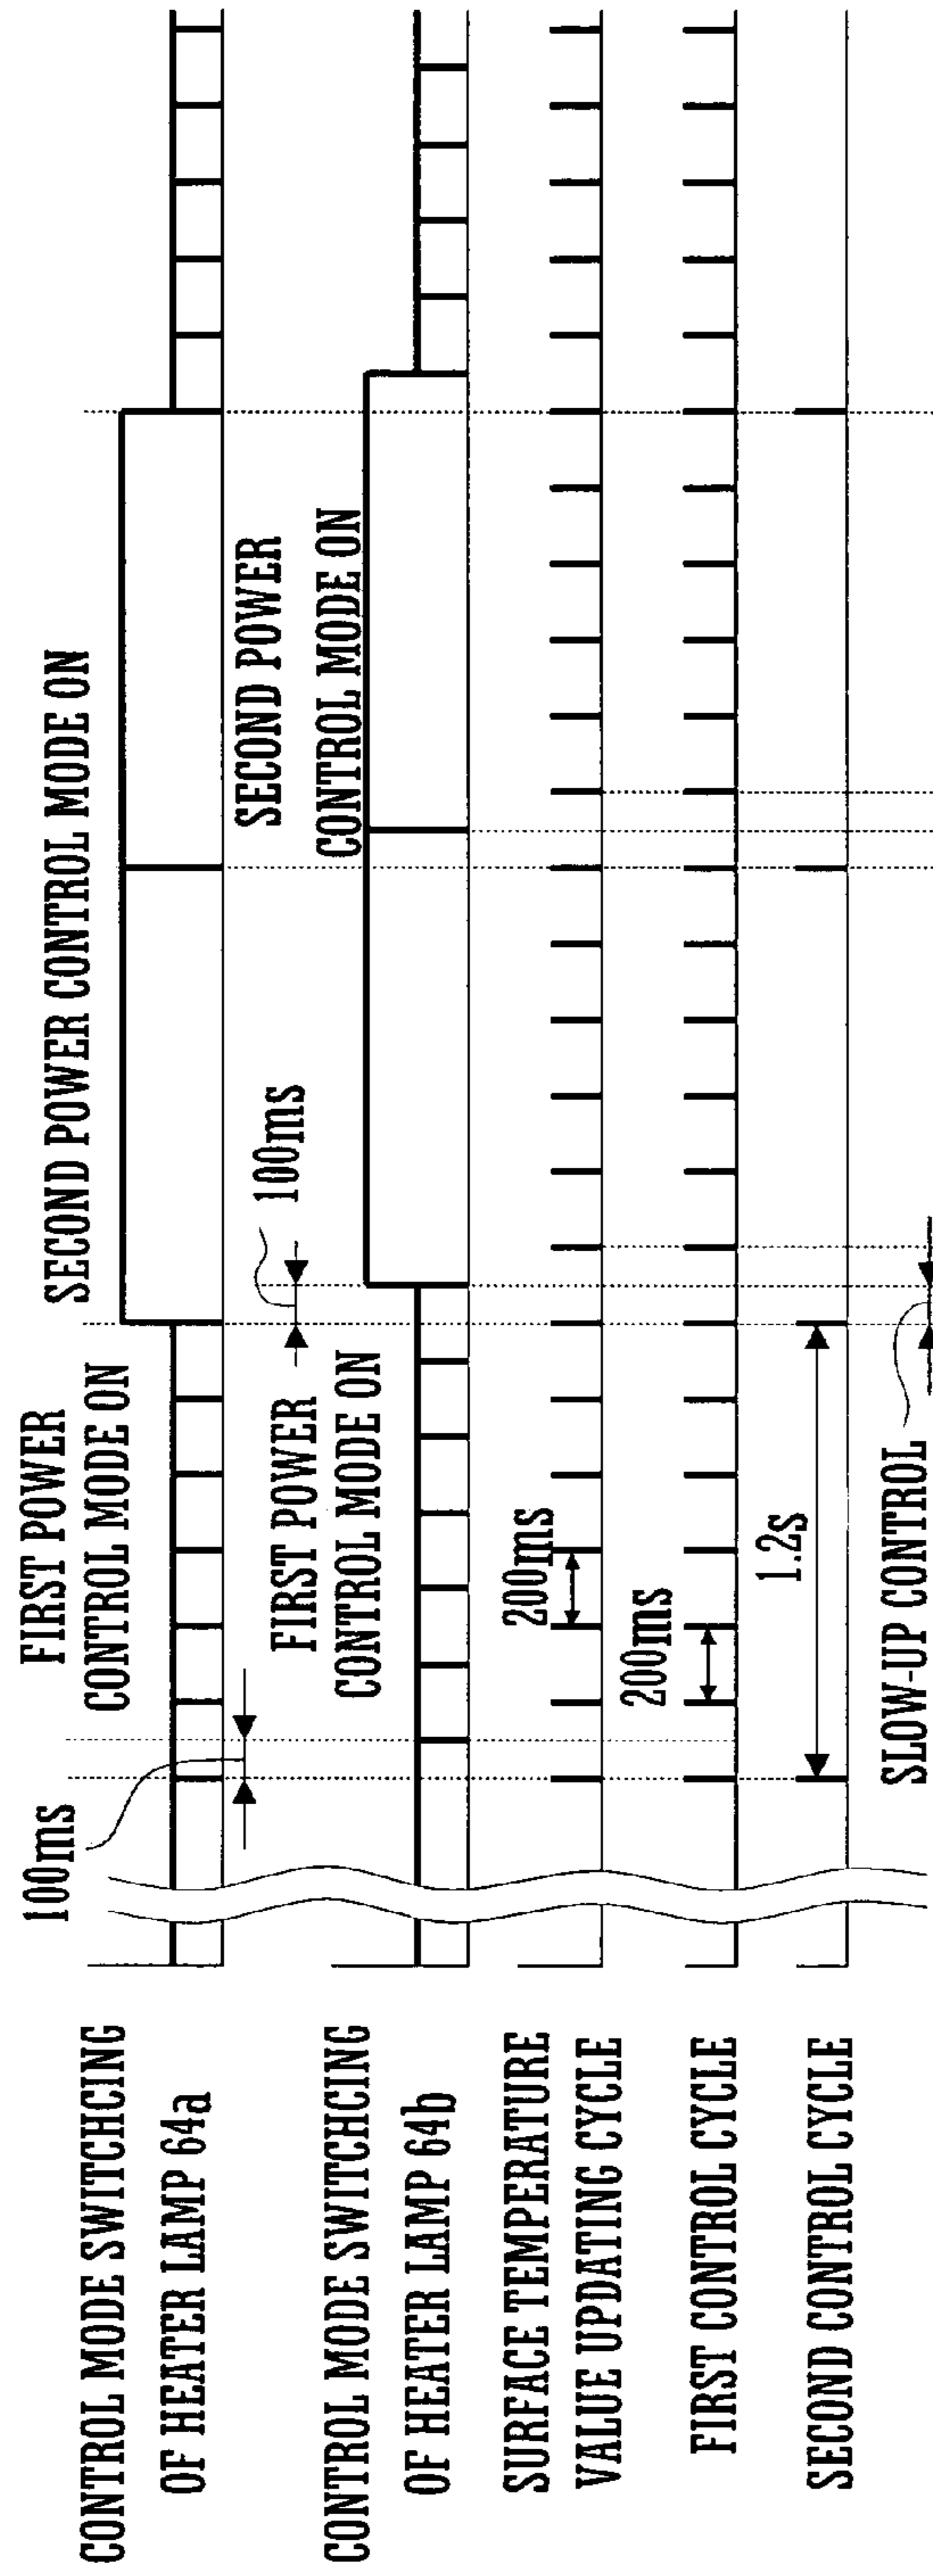 FIRST POWER
CONTROL MODE ON
SECOND POWER CONTROL MODE ON
100ms
CONTROL MODE SWITCHCING
OF HEATER LAMP 64a
100ms
FIRST POWER
CONTROL MODE ON
SECOND POWER
CONTROL MODE ON
CONTROL MODE SWITCHCING
OF HEATER LAMP 64b
200ms
SURFACE TEMPERATURE
VALUE UPDATING CYCLE
200ms
FIRST CONTROL CYCLE
1.2s
SECOND CONTROL CYCLE
SLOW-UP CONTROL